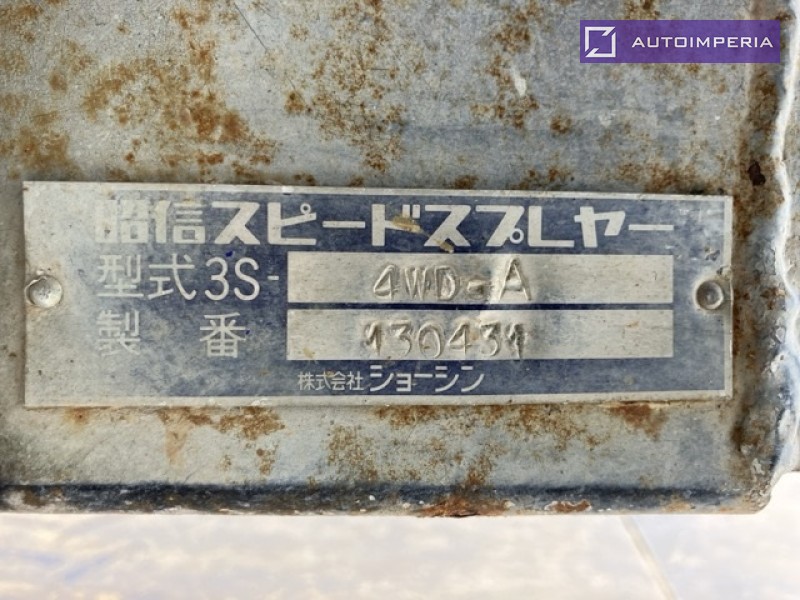 AUTOIMPERIA
昭信スピードスプレヤー
型式3S-4WD-A
製番 130431
株式会社 ショーシン